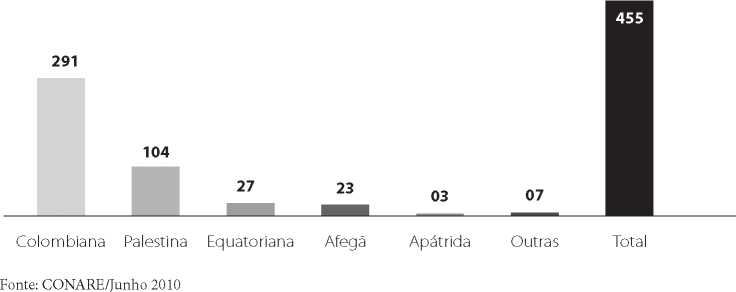 455
291
104
27
23
03
07
Colombiana
Palestina
Equatoriana
Afegã
Apátrida
Outras
Total
Fonte: CONARE/Junho 2010